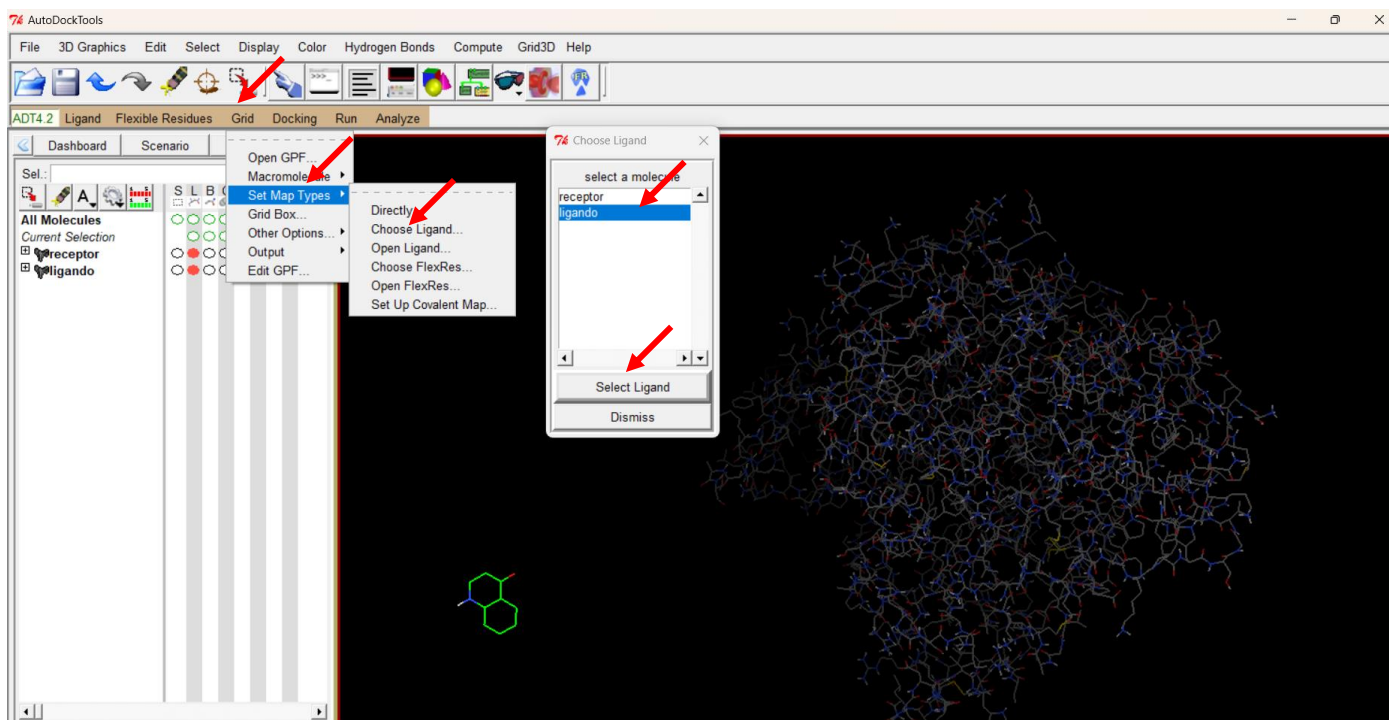 AutoDockTools
File 3D Graphics Edit Select Display Color Hydrogen Bonds Compute Grid3D Help
ADT4.2 Ligand Flexible Residues Grid Docking Run Analyze
Dashboard Scenario
Sel.:
S L B
All Molecules
Current Selection
receptor
ligando
Open GPF...
Macromolecule
Set Map Types
Grid Box...
Other Options...
Output
Edit GPF...
Directly
Choose Ligand...
Open Ligand...
Choose FlexRes...
Open FlexRes...
Set Up Covalent Map...
Choose Ligand
select a molecule
receptor
ligando
Select Ligand
Dismiss